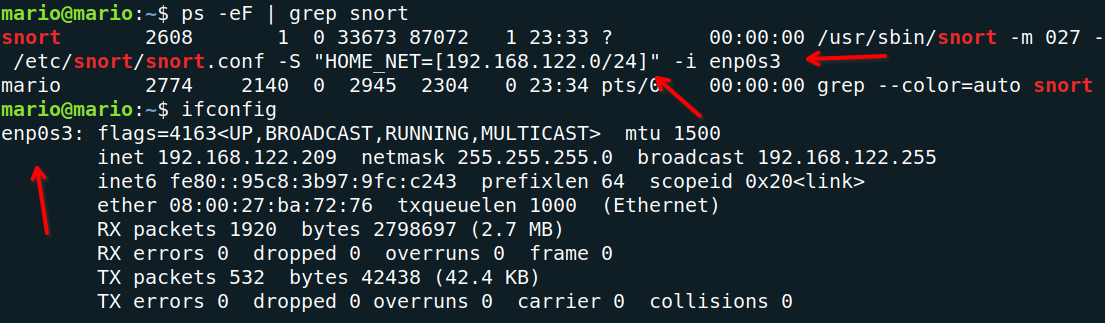 mario@mario:~$ ps -eF | grep snort
snort       2608       1  0 33673 87072   1 23:33 ?        00:00:00 /usr/sbin/snort -m 027 -
 /etc/snort/snort.conf -S "HOME_NET=[192.168.122.0/24]" -i enp0s3
mario       2774    2140  0  2945  2304   0 23:34 pts/0    00:00:00 grep --color=auto snort
mario@mario:~$ ifconfig
enp0s3: flags=4163<UP,BROADCAST,RUNNING,MULTICAST>  mtu 1500
        inet 192.168.122.209  netmask 255.255.255.0  broadcast 192.168.122.255
        inet6 fe80::95c8:3b97:9fc:c243  prefixlen 64  scopeid 0x20<link>
        ether 08:00:27:ba:72:76  txqueuelen 1000  (Ethernet)
        RX packets 1920  bytes 2798697 (2.7 MB)
        RX errors 0  dropped 0  overruns 0  frame 0
        TX packets 532  bytes 42438 (42.4 KB)
        TX errors 0  dropped 0 overruns 0  carrier 0  collisions 0